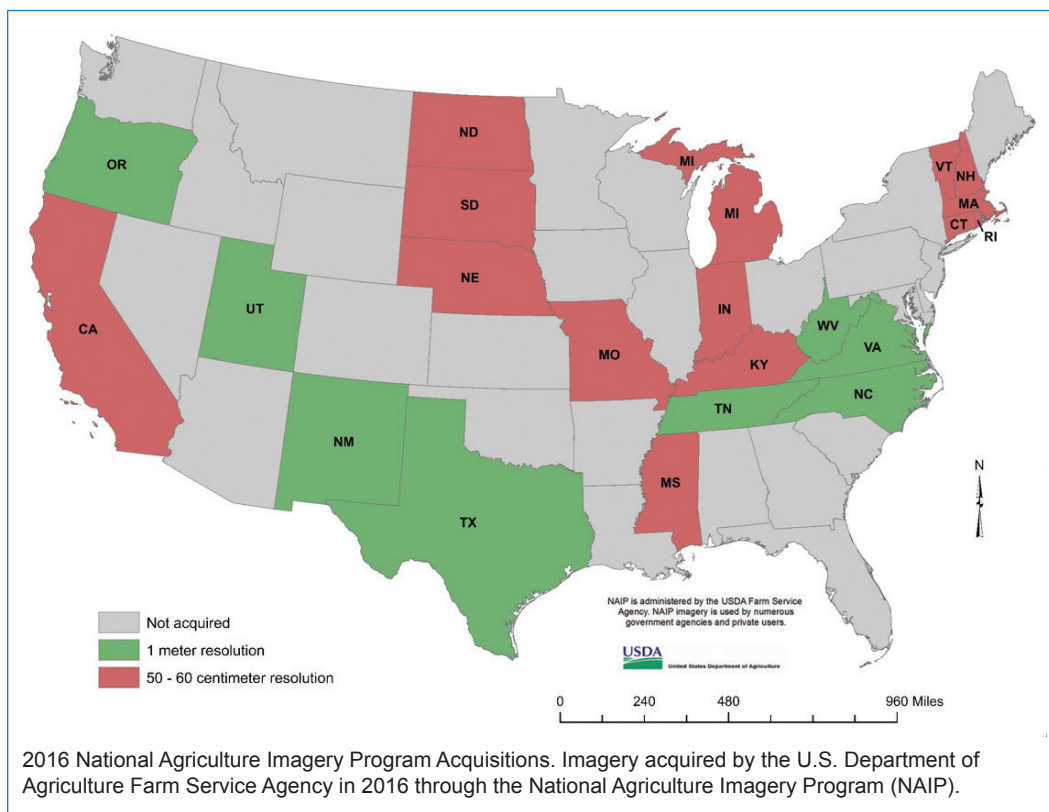 ND
MI
OR
VT
NH
SD
MI
MA
CT
RI
NE
UT
IN
CA
WV
MO
VA
KY
NC
TN
NM
N
MS
TX
NAIP is administered by the USDA Farm Service
Agency. NAIP imagery is used by numerous
government agencies and private users.
Not acquired
1 meter resolution
50 - 60 centimeter resolution
USDA
United States Department of Agriculture
0 240 480 960 Miles
2016 National Agriculture Imagery Program Acquisitions. Imagery acquired by the U.S. Department of
Agriculture Farm Service Agency in 2016 through the National Agriculture Imagery Program (NAIP).